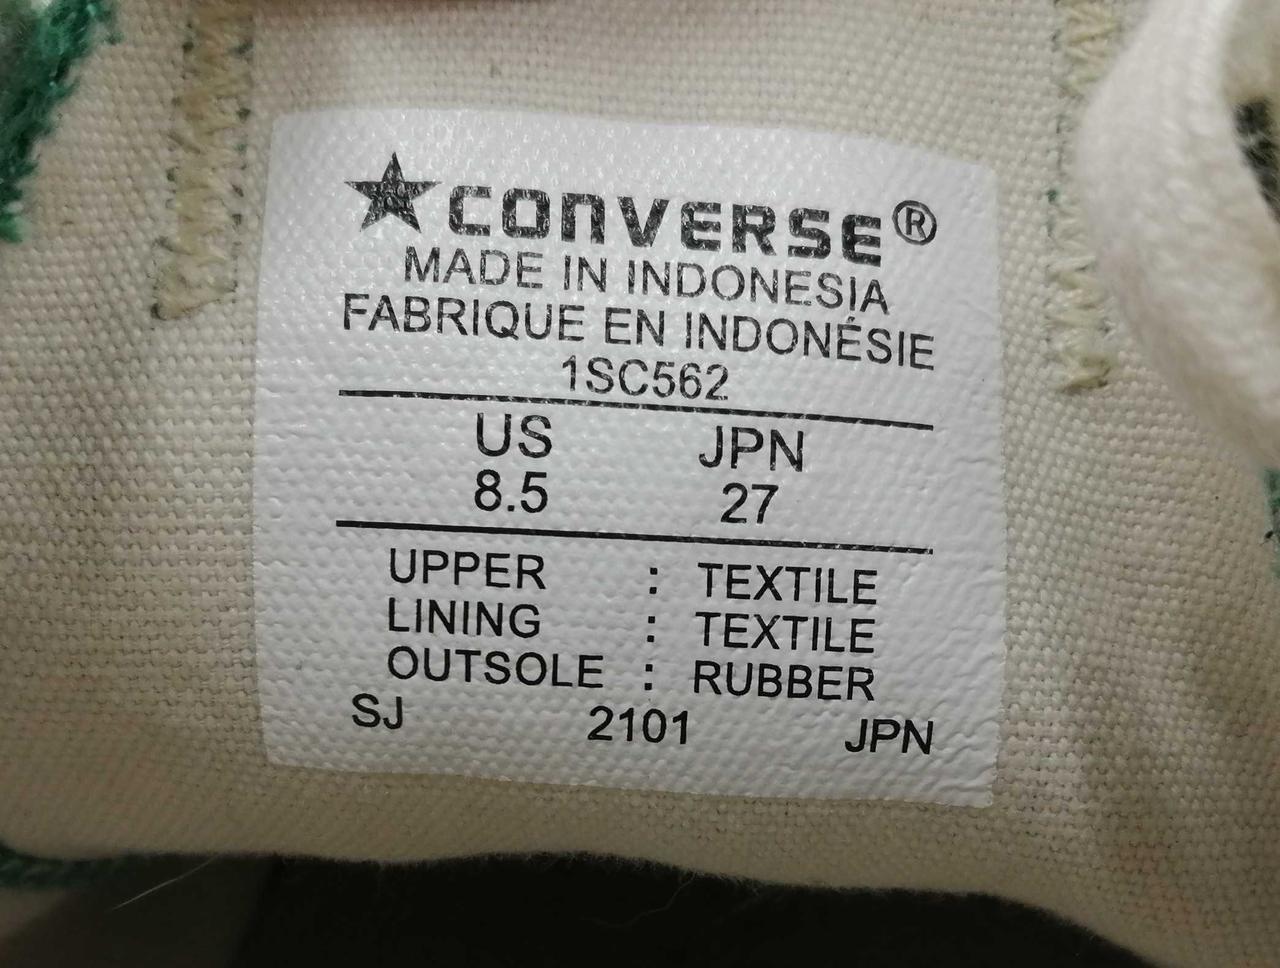 ★CONVERSE®
MADE IN INDONESIA
FABRIQUE EN INDONÉSIE
1SC562
US JPN
8.5 27
UPPER : TEXTILE
LINING : TEXTILE
OUTSOLE : RUBBER
SJ 2101 JPN